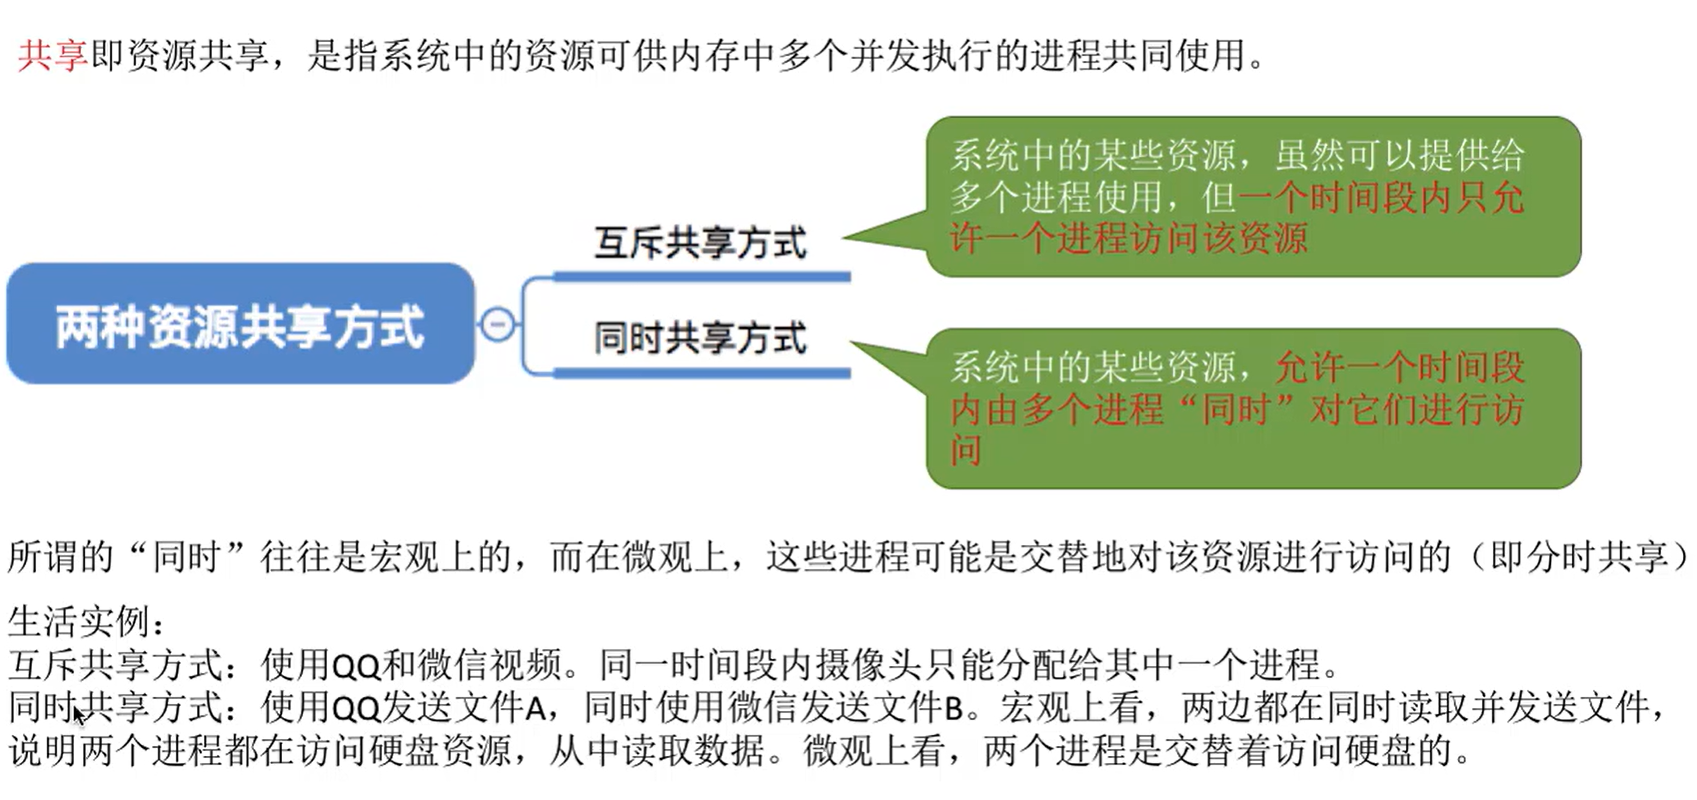 共享即资源共享，是指系统中的资源可供内存中多个并发执行的进程共同使用。
两种资源共享方式
互斥共享方式
系统中的某些资源，虽然可以提供给
多个进程使用，但一个时间段内只允
许一个进程访问该资源
同时共享方式
系统中的某些资源，允许一个时间段
内由多个进程“同时”对它们进行访
问
所谓的“同时”往往是宏观上的，而在微观上，这些进程可能是交替地对该资源进行访问的（即分时共享）
生活实例：
互斥共享方式：使用QQ和微信视频。同一时间段内摄像头只能分配给其中一个进程。
同时共享方式：使用QQ发送文件A，同时使用微信发送文件B。宏观上看，两边都在同时读取并发送文件，
说明两个进程都在访问硬盘资源，从中读取数据。微观上看，两个进程是交替着访问硬盘的。